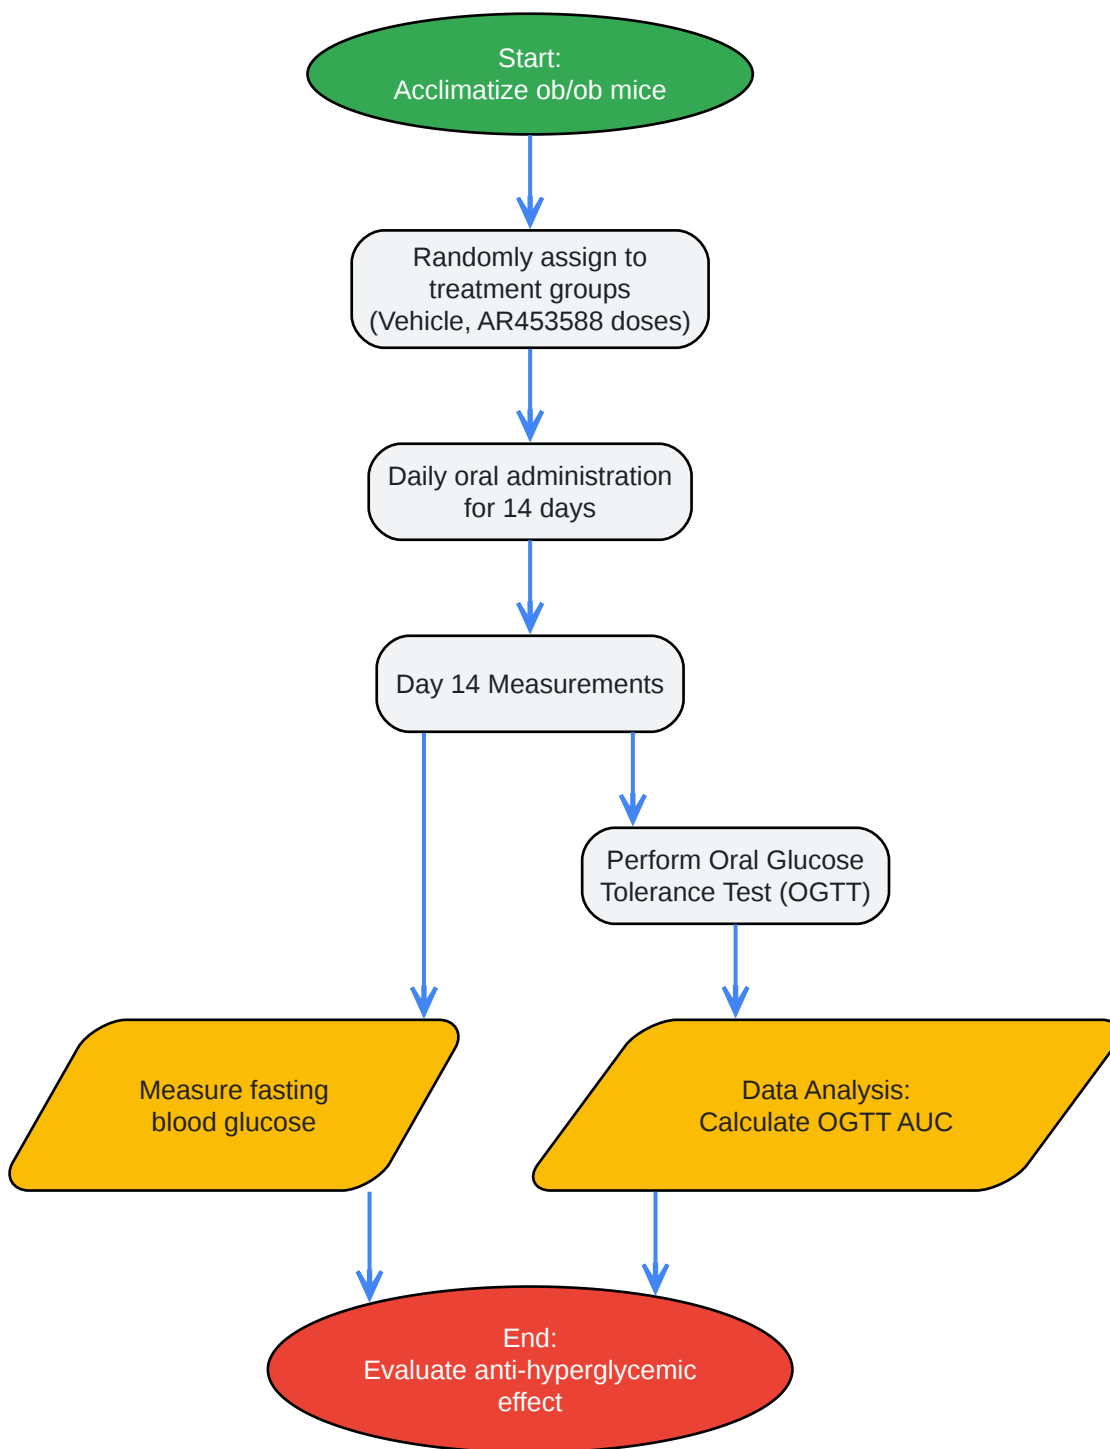 Start:
Acclimatize ob/ob mice
Randomly assign to
treatment groups
(Vehicle, AR453588 doses)
Daily oral administration
for 14 days
Day 14 Measurements
Perform Oral Glucose
Tolerance Test (OGTT)
Measure fasting
blood glucose
Data Analysis:
Calculate OGTT AUC
End:
Evaluate anti-hyperglycemic
effect